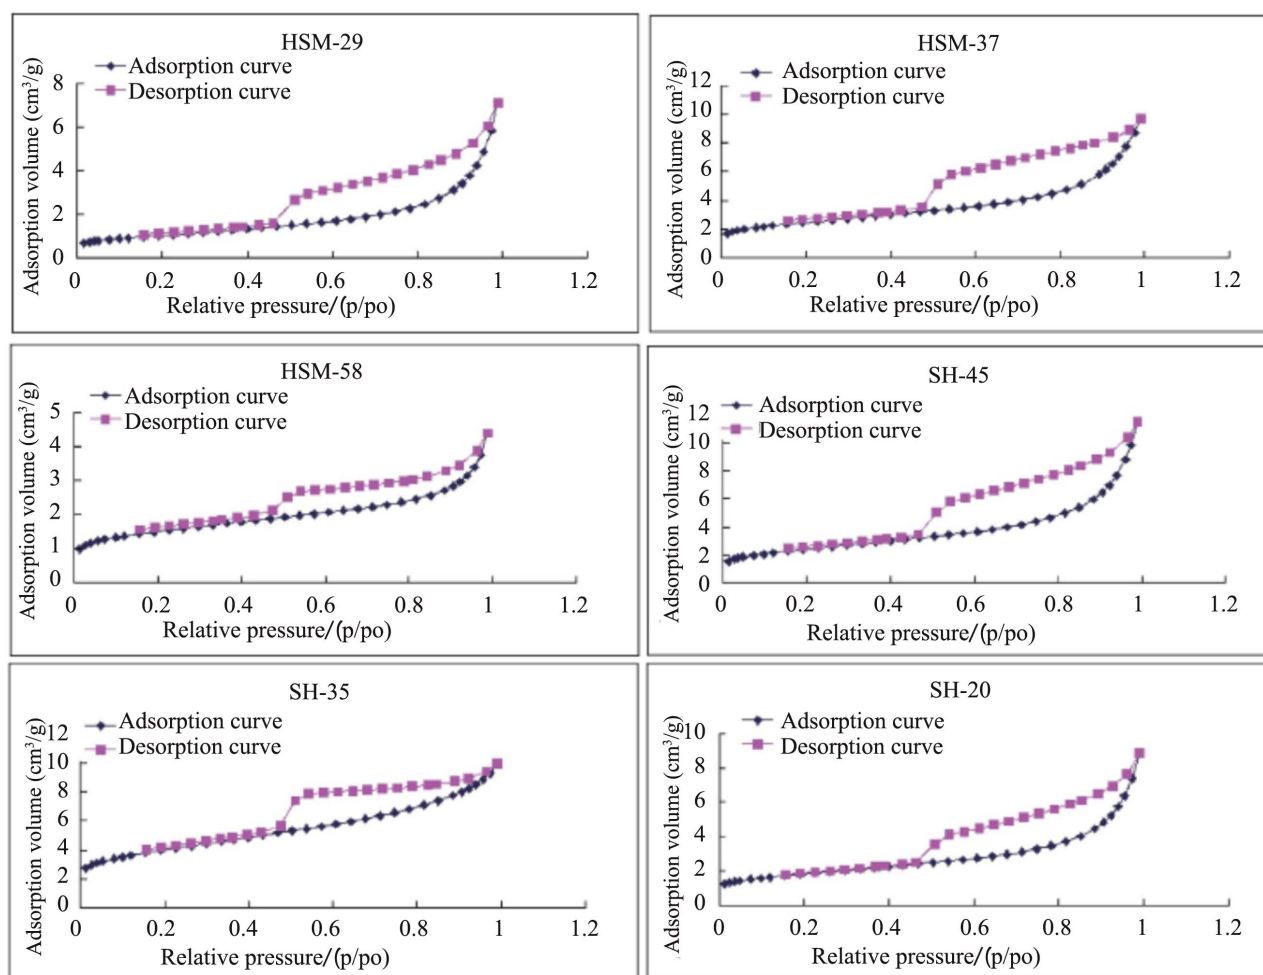 HSM-29
Adsorption curve
Desorption curve
Adsorption volume (cm³/g)
8
6
4
2
0
0 0.2 0.4 0.6 0.8 1 1.2
Relative pressure/(p/po)
HSM-37
Adsorption curve
Desorption curve
Adsorption volume (cm³/g)
12
10
8
6
4
2
0
0 0.2 0.4 0.6 0.8 1 1.2
Relative pressure/(p/po)
HSM-58
Adsorption curve
Desorption curve
Adsorption volume (cm³/g)
5
4
3
2
1
0
0 0.2 0.4 0.6 0.8 1 1.2
Relative pressure/(p/po)
SH-45
Adsorption curve
Desorption curve
Adsorption volume (cm³/g)
12
10
8
6
4
2
0
0 0.2 0.4 0.6 0.8 1 1.2
Relative pressure/(p/po)
SH-35
Adsorption curve
Desorption curve
Adsorption volume (cm³/g)
12
10
8
6
4
2
0
0 0.2 0.4 0.6 0.8 1 1.2
Relative pressure/(p/po)
SH-20
Adsorption curve
Desorption curve
Adsorption volume (cm³/g)
10
8
6
4
2
0
0 0.2 0.4 0.6 0.8 1 1.2
Relative pressure/(p/po)